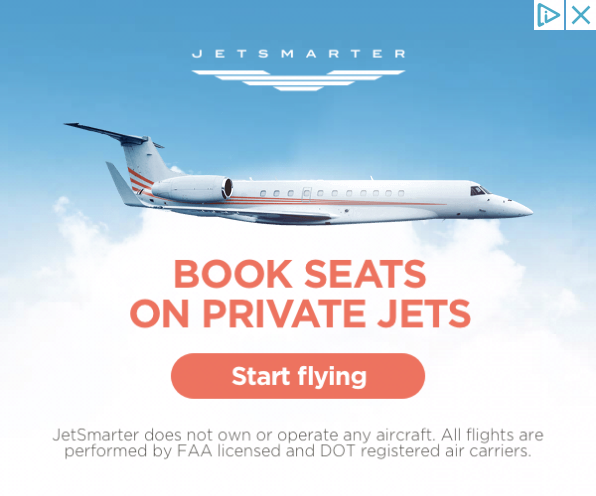 JETSMARTER
BOOK SEATS
ON PRIVATE JETS
Start flying
JetSmarter does not own or operate any aircraft. All flights are
performed by FAA licensed and DOT registered air carriers.